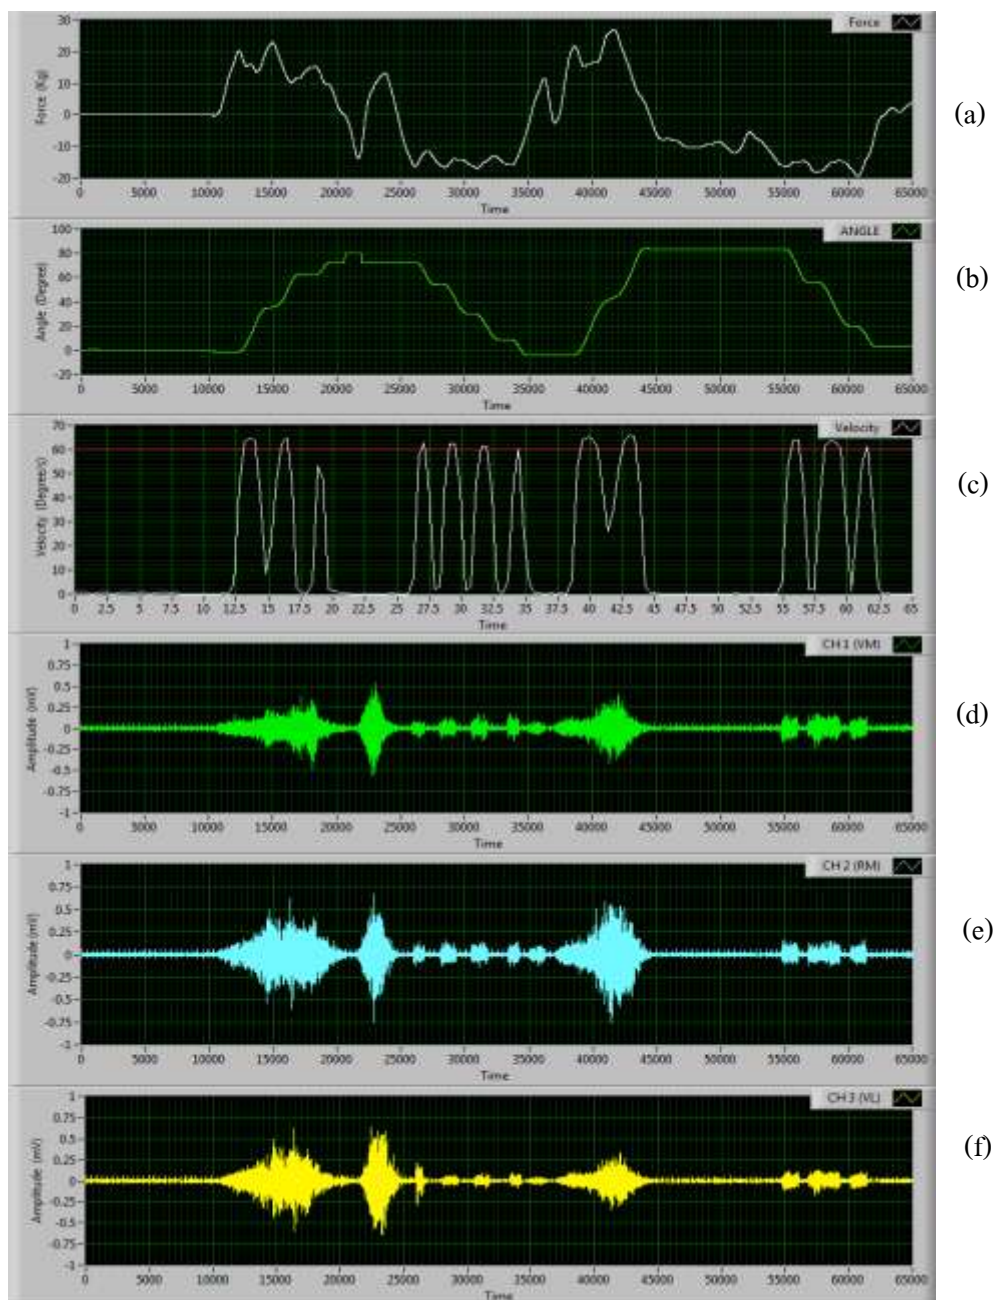 Force
Force (Kg)
30
20
10
0
-10
-20
0 5000 10000 15000 20000 25000 30000 35000 40000 45000 50000 55000 60000 65000
Time
(a)
ANGLE
Angle (Degree)
100
80
60
40
20
0
-20
0 5000 10000 15000 20000 25000 30000 35000 40000 45000 50000 55000 60000 65000
Time
(b)
Velocity
Velocity (Degree/s)
70
60
50
40
30
20
10
0
0 2.5 5 7.5 10 12.5 15 17.5 20 22.5 25 27.5 30 32.5 35 37.5 40 42.5 45 47.5 50 52.5 55 57.5 60 62.5 65
Time
(c)
CH 1 (VM)
Amplitude (mV)
1
0.75
0.5
0.25
0
-0.25
-0.5
-0.75
-1
0 5000 10000 15000 20000 25000 30000 35000 40000 45000 50000 55000 60000 65000
Time
(d)
CH 2 (RM)
Amplitude (mV)
1
0.75
0.5
0.25
0
-0.25
-0.5
-0.75
-1
0 5000 10000 15000 20000 25000 30000 35000 40000 45000 50000 55000 60000 65000
Time
(e)
CH 3 (VL)
Amplitude (mV)
1
0.75
0.5
0.25
0
-0.25
-0.5
-0.75
-1
0 5000 10000 15000 20000 25000 30000 35000 40000 45000 50000 55000 60000 65000
Time
(f)